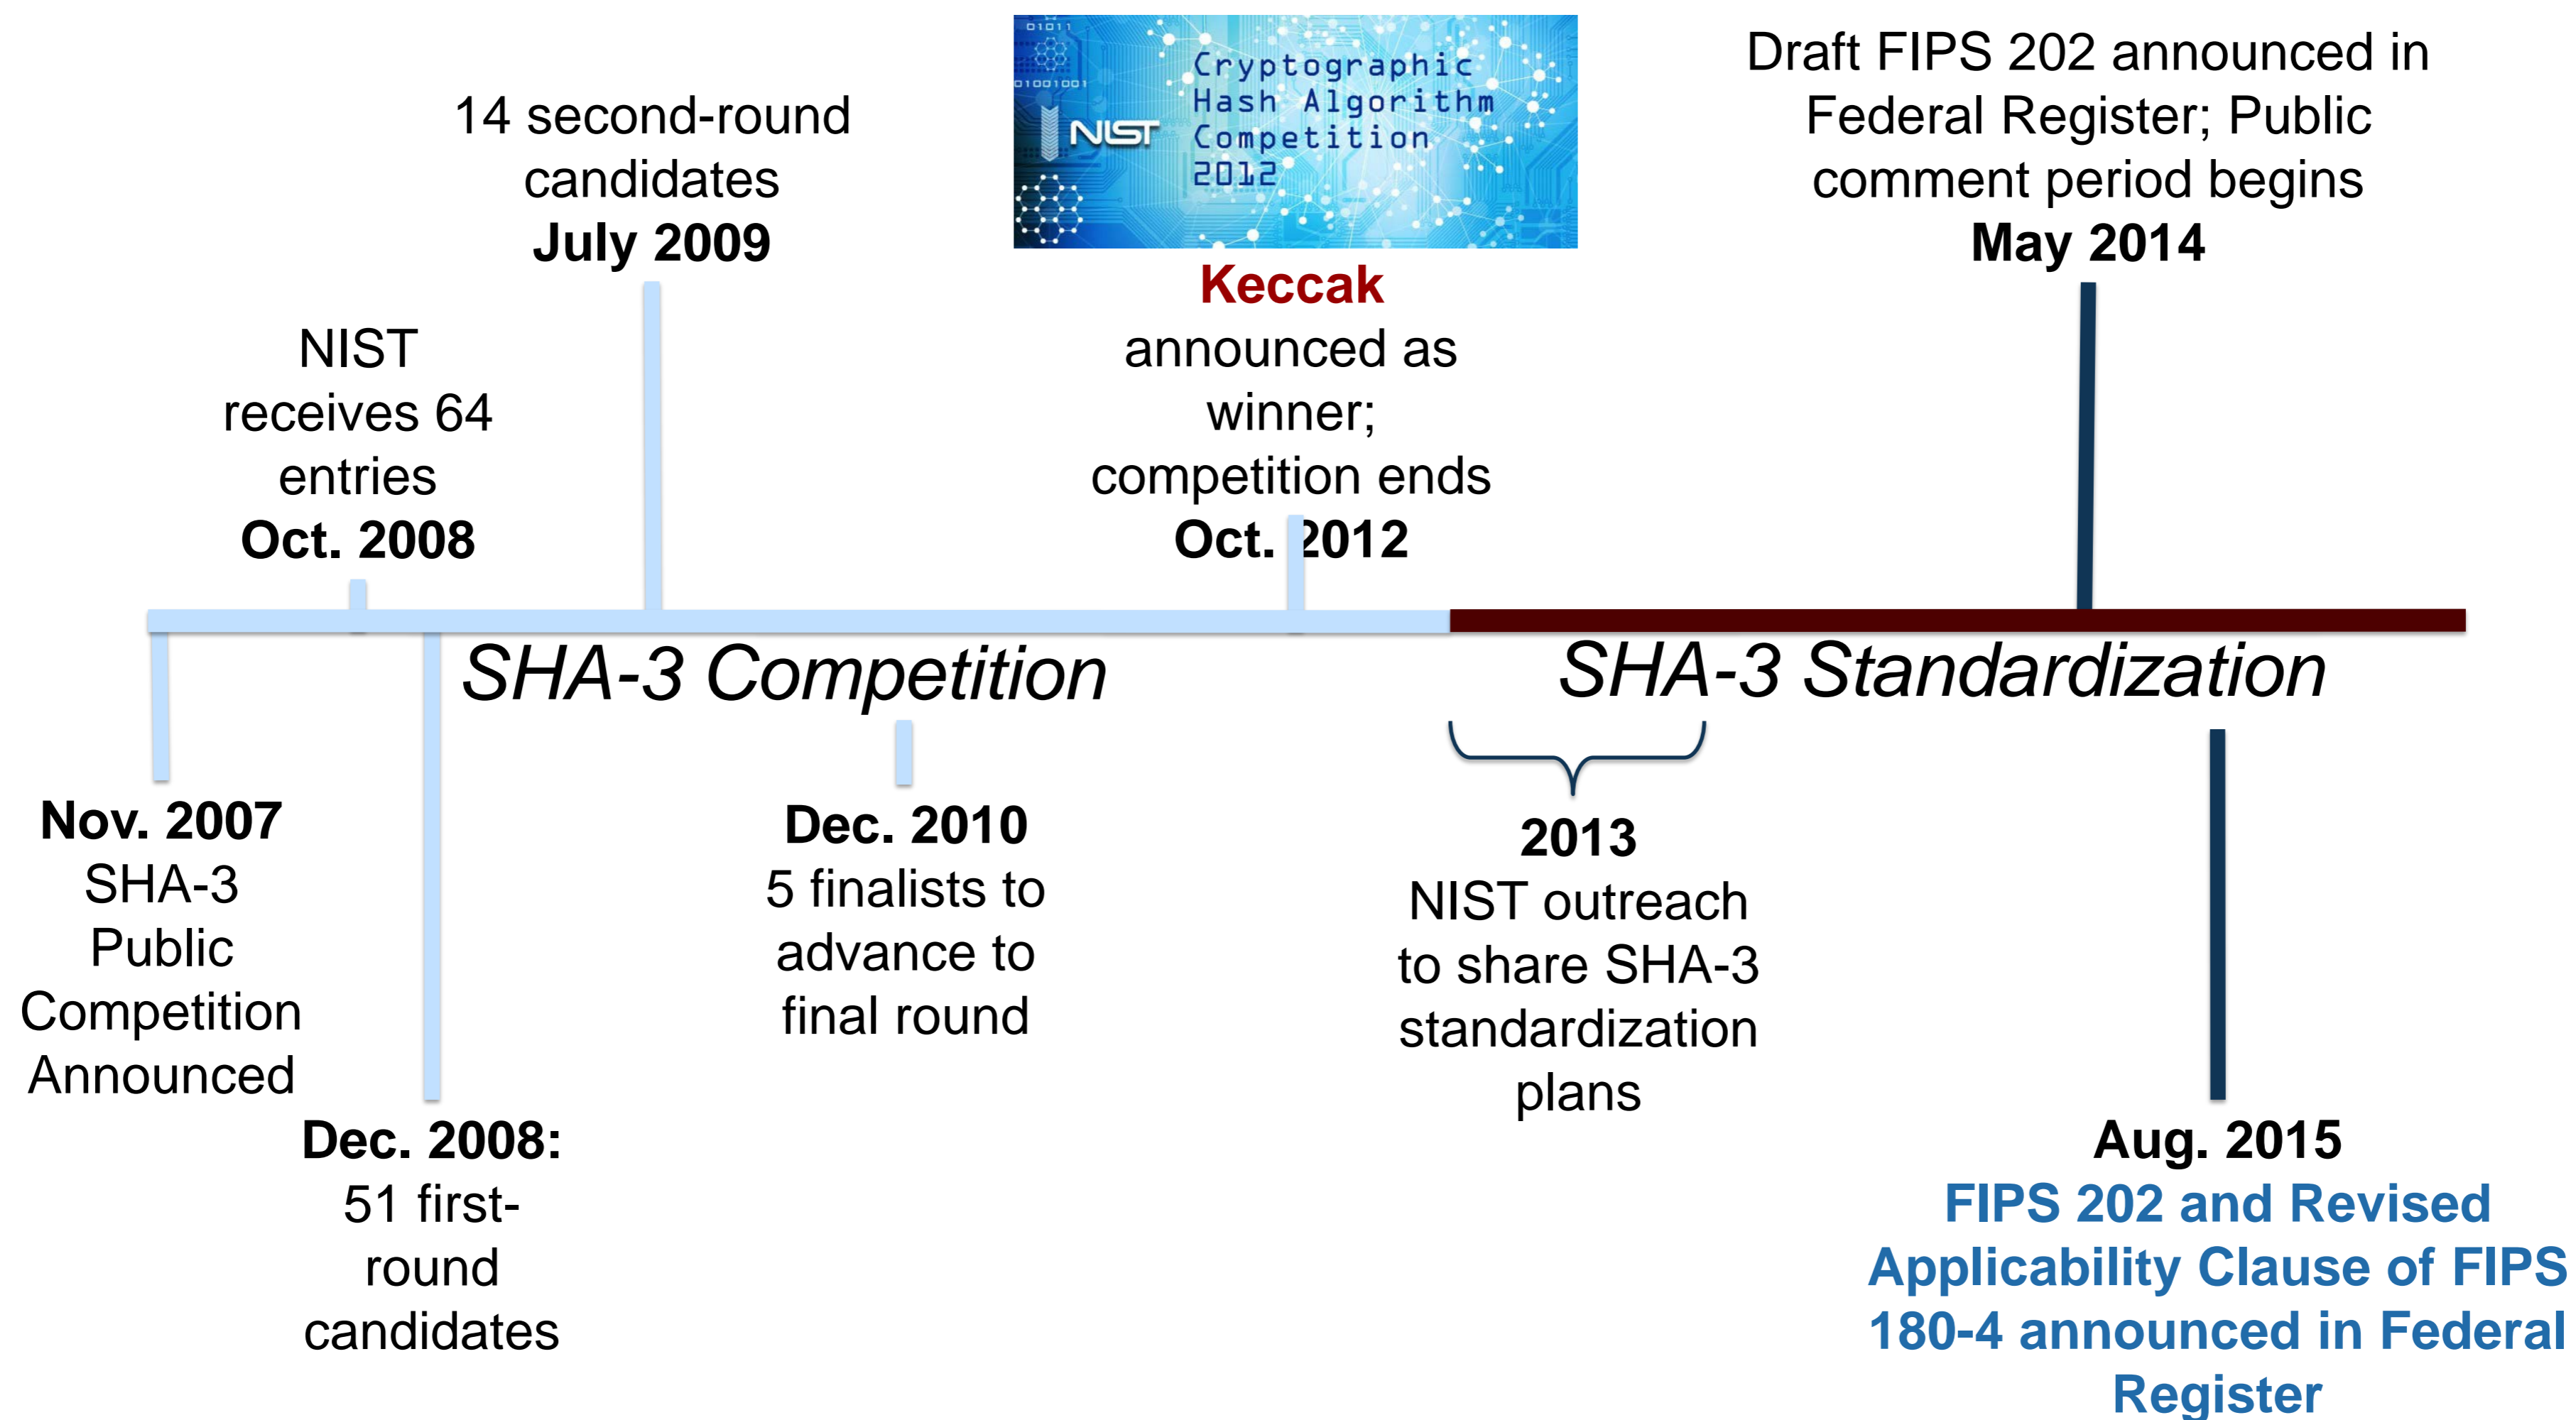 14 second-round
candidates
July 2009
NIST
receives 64
entries
Oct. 2008
01011
01001001
NIST
Cryptographic
Hash Algorithm
Competition
2012
Keccak
announced as
winner;
competition ends
Oct. 2012
Draft FIPS 202 announced in
Federal Register; Public
comment period begins
May 2014
SHA-3 Competition
SHA-3 Standardization
Nov. 2007
SHA-3
Public
Competition
Announced
Dec. 2008:
51 first-
round
candidates
Dec. 2010
5 finalists to
advance to
final round
2013
NIST outreach
to share SHA-3
standardization
plans
Aug. 2015
FIPS 202 and Revised
Applicability Clause of FIPS
180-4 announced in Federal
Register